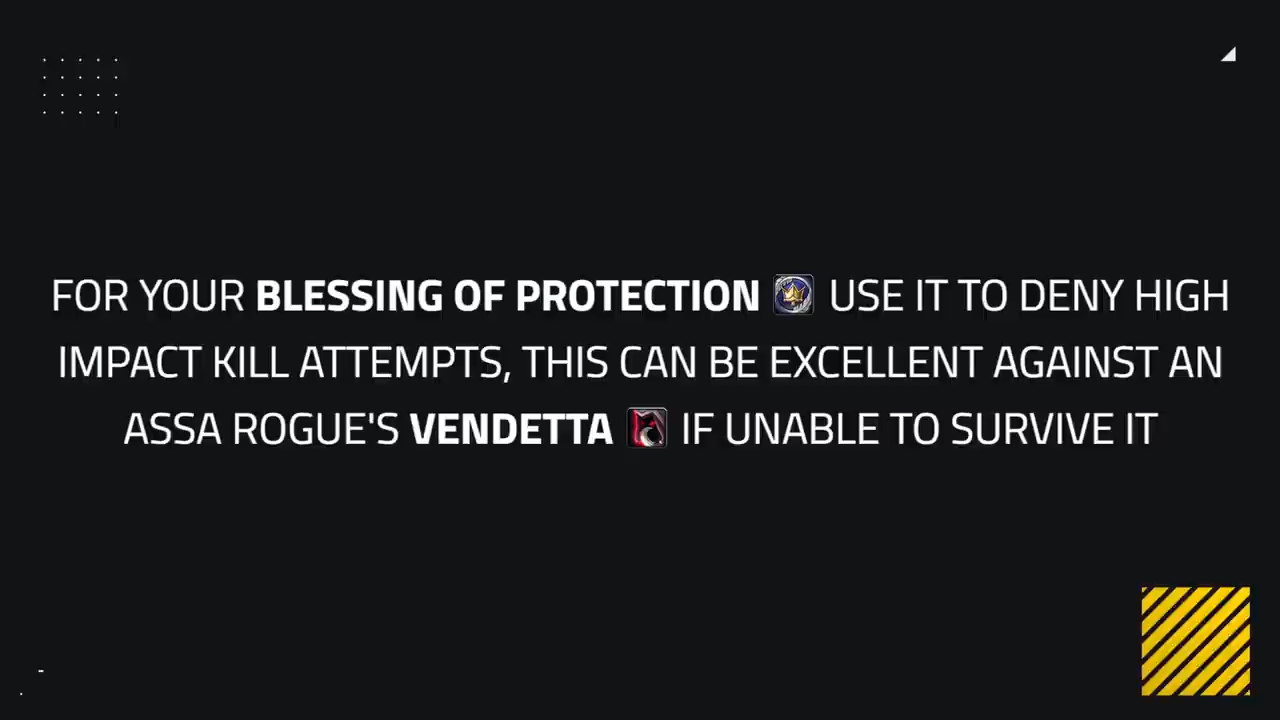 FOR YOUR BLESSING OF PROTECTION USE IT TO DENY HIGH
IMPACT KILL ATTEMPTS, THIS CAN BE EXCELLENT AGAINST AN
ASSA ROGUE'S VENDETTA IF UNABLE TO SURVIVE IT